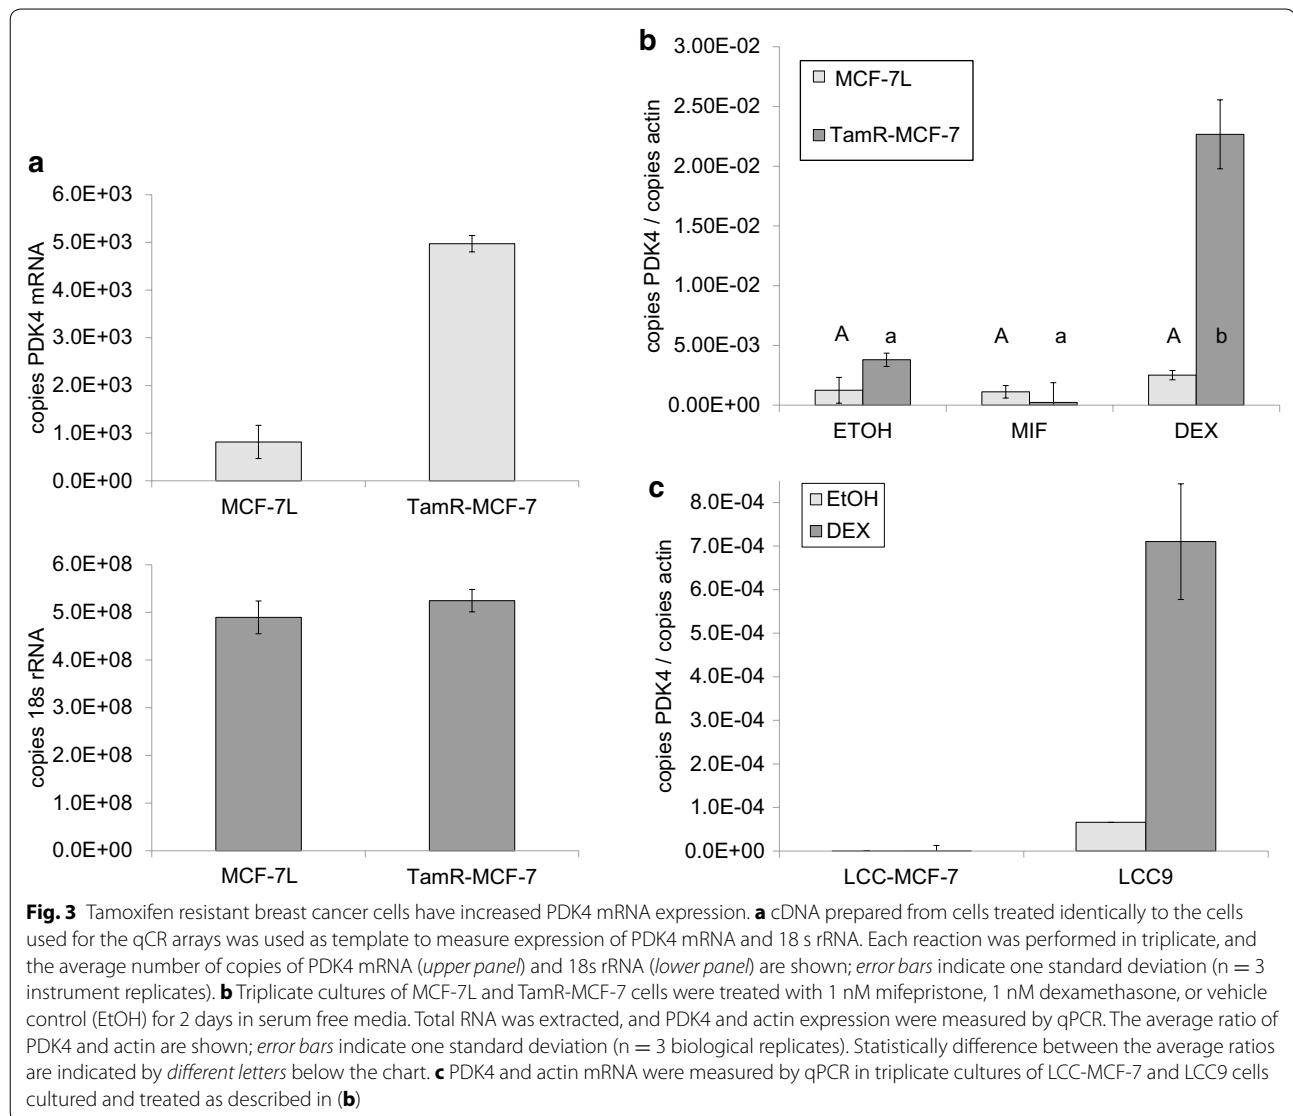 a
copies PDK4 mRNA
6.0E+03
5.0E+03
4.0E+03
3.0E+03
2.0E+03
1.0E+03
0.0E+00
MCF-7L TamR-MCF-7
copies 18s rRNA
6.0E+08
5.0E+08
4.0E+08
3.0E+08
2.0E+08
1.0E+08
0.0E+00
MCF-7L TamR-MCF-7
b
copies PDK4 / copies actin
3.00E-02
2.50E-02
2.00E-02
1.50E-02
1.00E-02
5.00E-03
0.00E+00
MCF-7L
TamR-MCF-7
A a A a A b
ETOH MIF DEX
c
copies PDK4 / copies actin
8.0E-04
7.0E-04
6.0E-04
5.0E-04
4.0E-04
3.0E-04
2.0E-04
1.0E-04
0.0E+00
EtOH
DEX
LCC-MCF-7 LCC9
Fig. 3 Tamoxifen resistant breast cancer cells have increased PDK4 mRNA expression. a cDNA prepared from cells treated identically to the cells
used for the qCR arrays was used as template to measure expression of PDK4 mRNA and 18 s rRNA. Each reaction was performed in triplicate, and
the average number of copies of PDK4 mRNA (upper panel) and 18s rRNA (lower panel) are shown; error bars indicate one standard deviation (n = 3
instrument replicates). b Triplicate cultures of MCF-7L and TamR-MCF-7 cells were treated with 1 nM mifepristone, 1 nM dexamethasone, or vehicle
control (EtOH) for 2 days in serum free media. Total RNA was extracted, and PDK4 and actin expression were measured by qPCR. The average ratio of
PDK4 and actin are shown; error bars indicate one standard deviation (n = 3 biological replicates). Statistically difference between the average ratios
are indicated by different letters below the chart. c PDK4 and actin mRNA were measured by qPCR in triplicate cultures of LCC-MCF-7 and LCC9 cells
cultured and treated as described in (b)